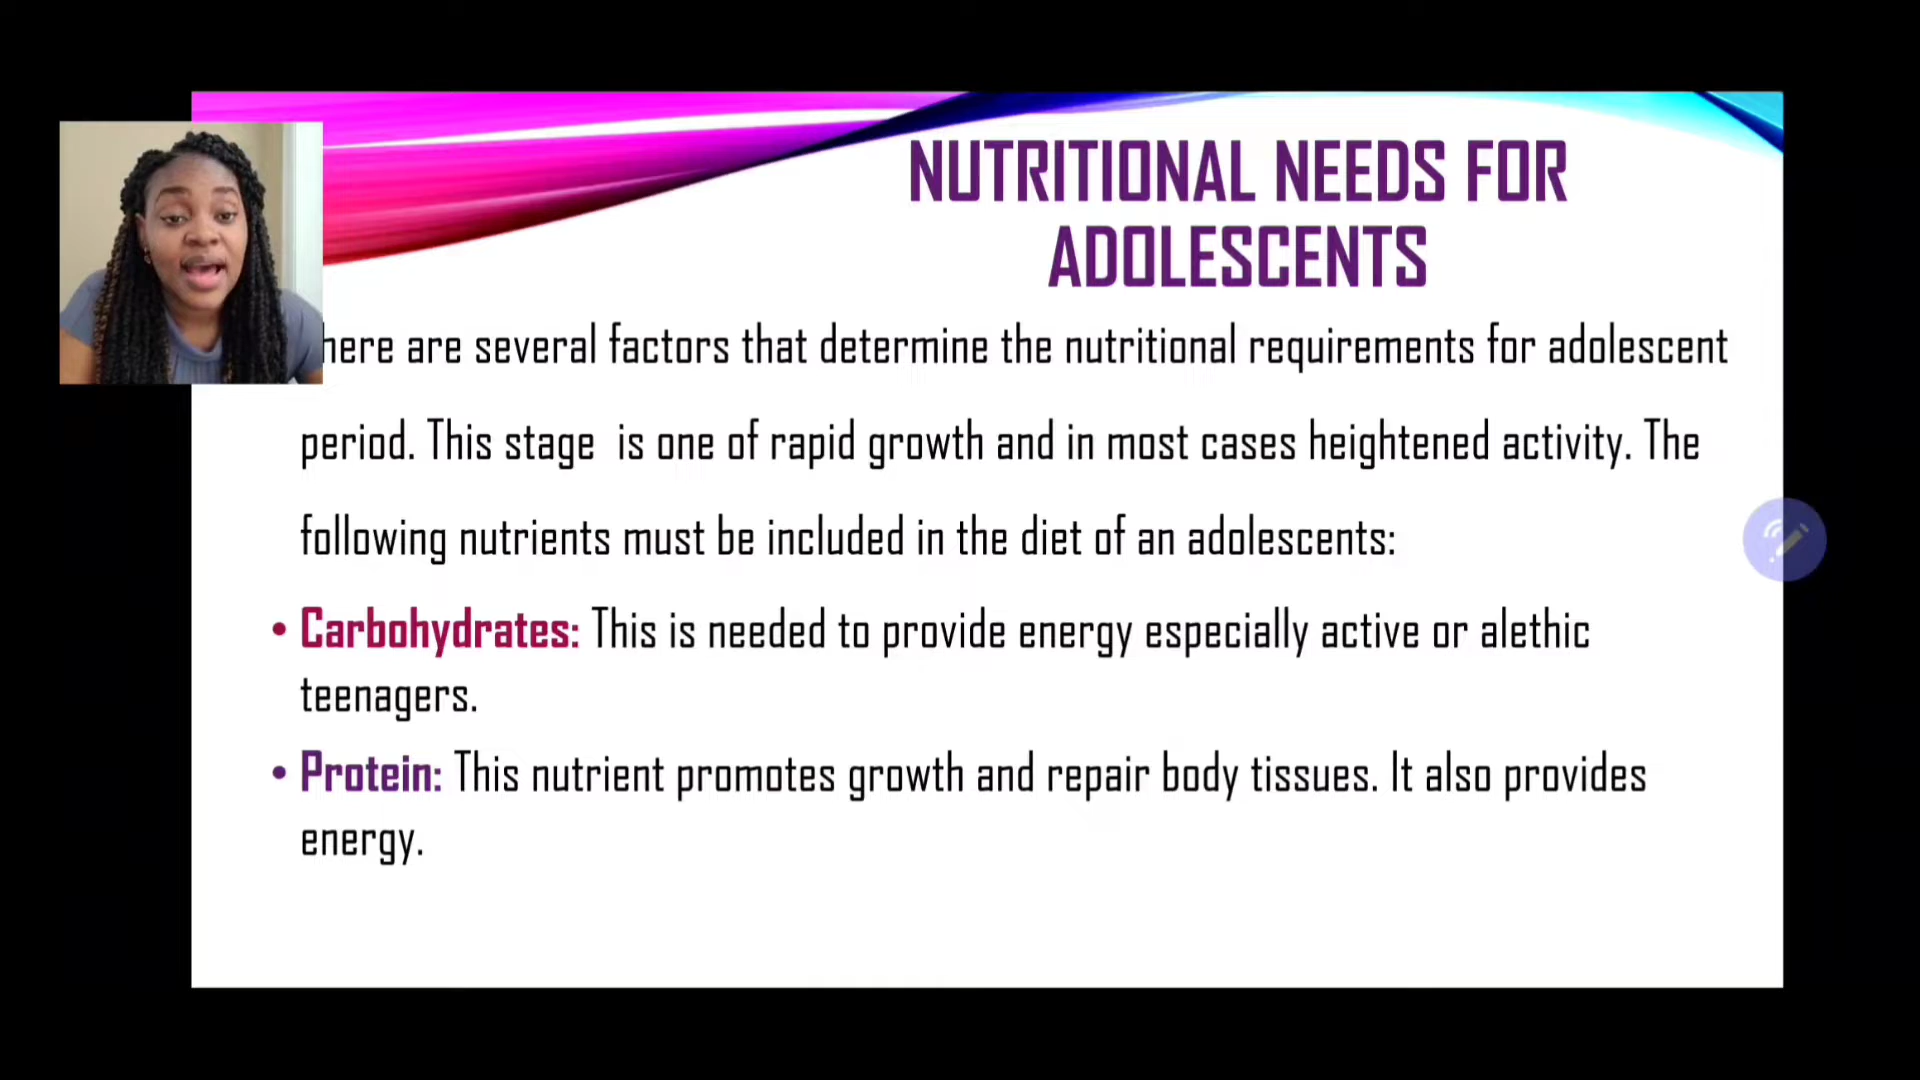 NUTRITIONAL NEEDS FOR
ADOLESCENTS
here are several factors that determine the nutritional requirements for adolescent
period. This stage is one of rapid growth and in most cases heightened activity. The
following nutrients must be included in the diet of an adolescents:
• Carbohydrates: This is needed to provide energy especially active or alethic
teenagers.
• Protein: This nutrient promotes growth and repair body tissues. It also provides
energy.